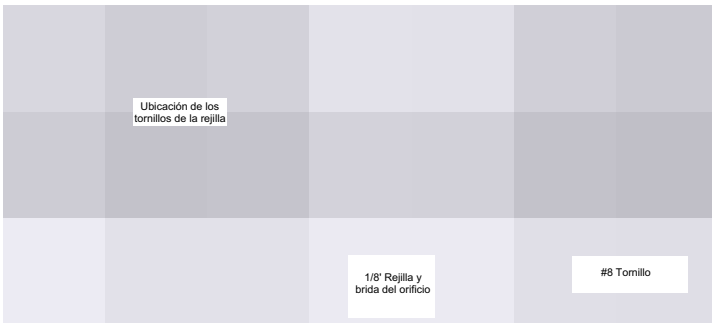 Ubicación de los
tornillos de la rejilla
1/8' Rejilla y
brida del orificio
#8 Tornillo